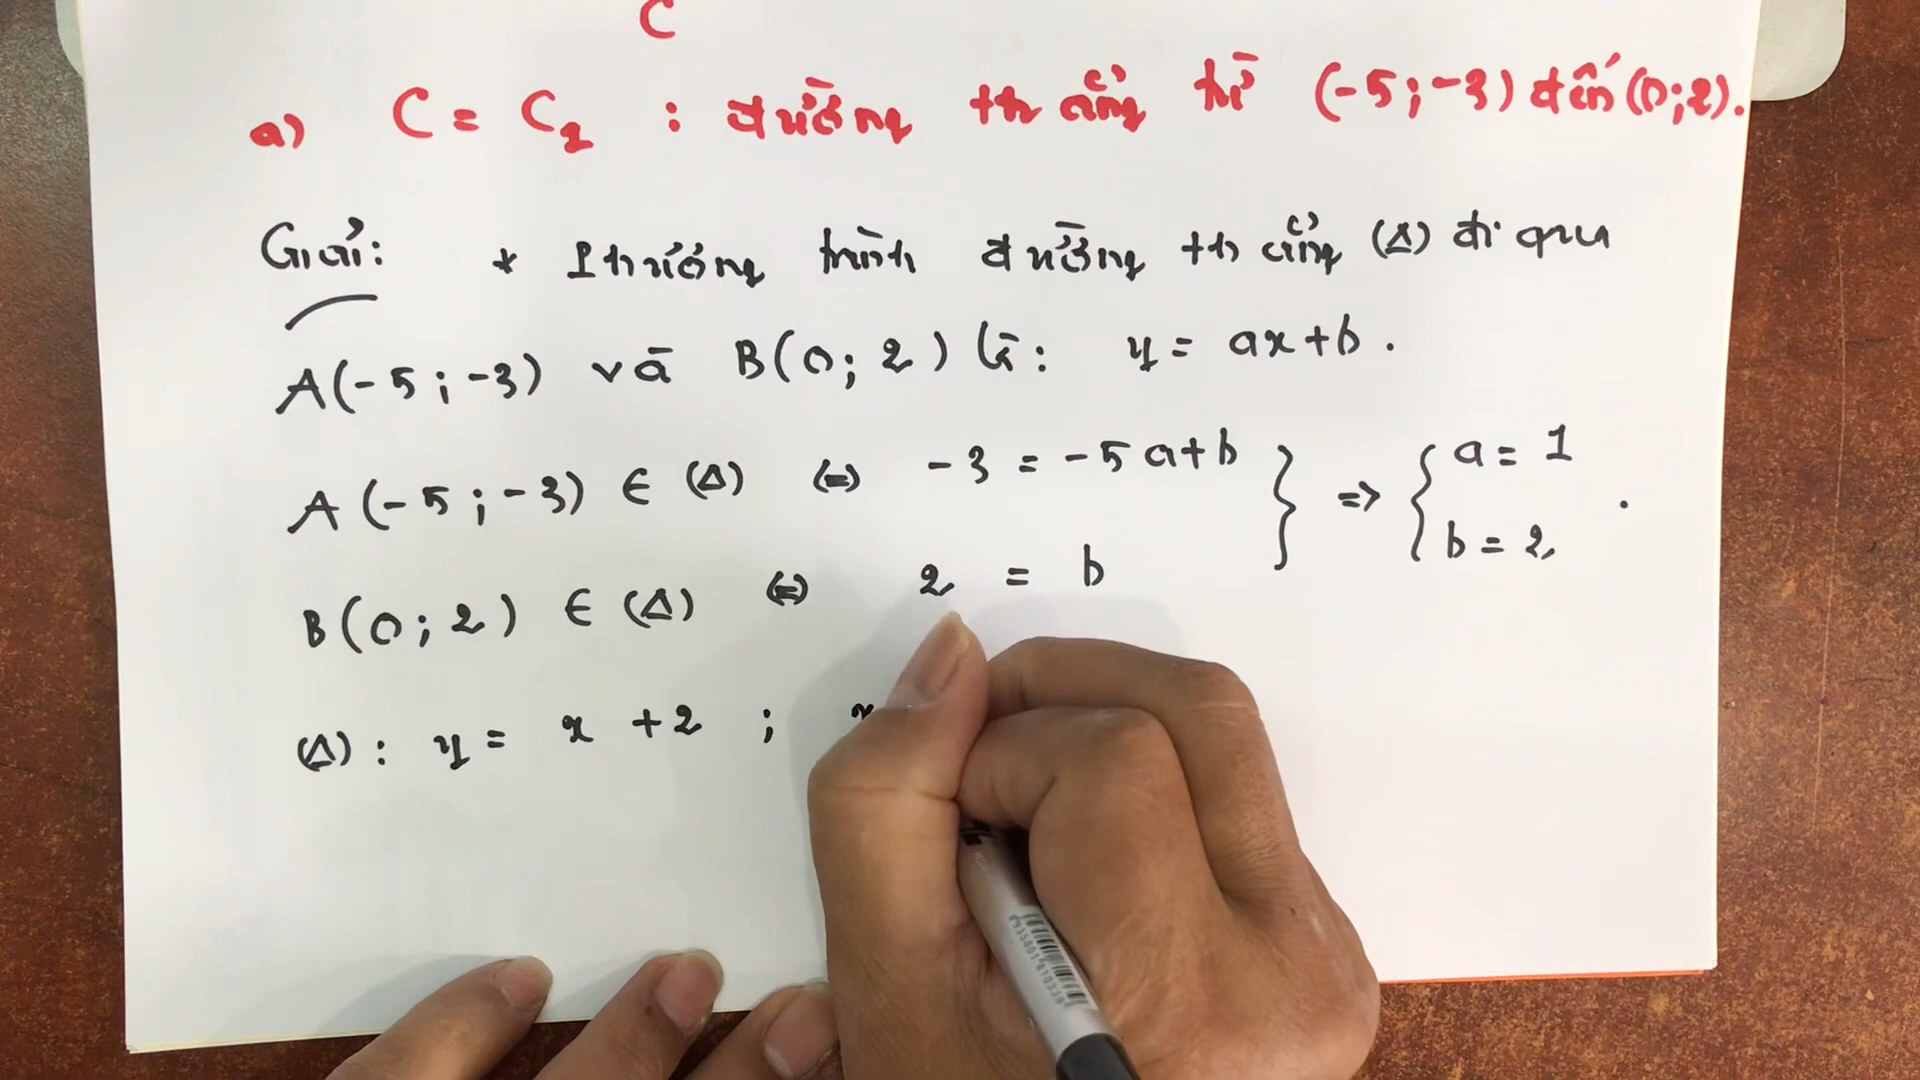 C
a) C = C₂ : đường thẳng từ (-5; -3) đến (0; 2).
Giải: * Phương trình đường thẳng (Δ) đi qua
A(-5; -3) và B(0; 2) là: y = ax+b.
A(-5; -3) ∈ (Δ) ⇔ -3 = -5a+b } => { a = 1
B(0; 2) ∈ (Δ) ⇔ 2 = b b = 2 .
(Δ): y = x + 2 ; x